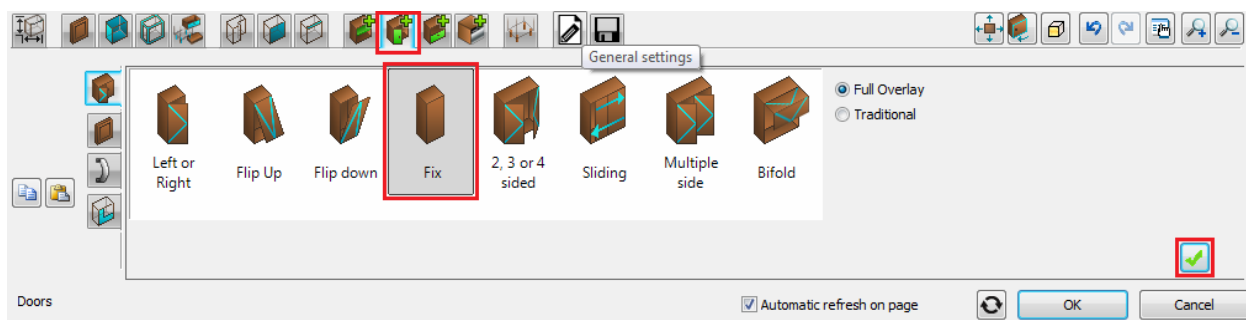 General settings
Left or
Right
Flip Up
Flip down
Fix
2, 3 or 4
sided
Sliding
Multiple
side
Bifold
Full Overlay
Traditional
Doors
Automatic refresh on page
OK
Cancel